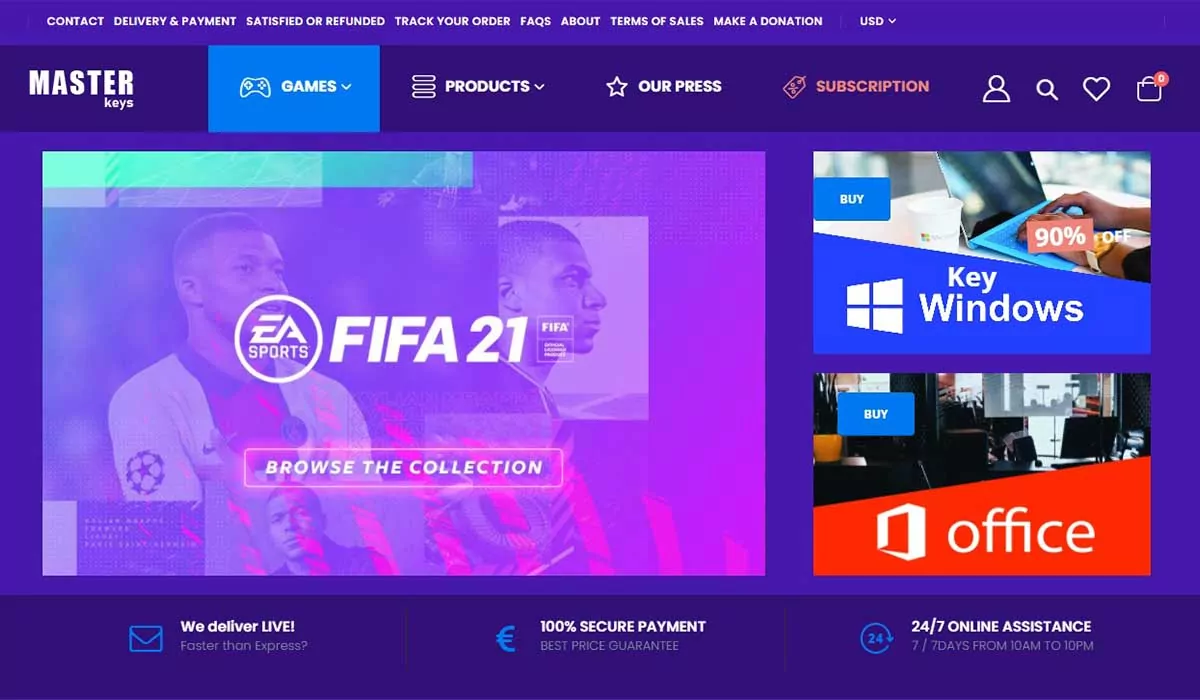 CONTACT DELIVERY & PAYMENT SATISFIED OR REFUNDED TRACK YOUR ORDER FAQS ABOUT TERMS OF SALES MAKE A DONATION USD
MASTER
keys
GAMES PRODUCTS OUR PRESS SUBSCRIPTION 0
EA
SPORTS
FIFA 21
FIFA
OFFICIAL
LICENSED
PRODUCT
BROWSE THE COLLECTION
BUY
90% OFF
Key
Windows
BUY
office
We deliver LIVE!
Faster than Express?
€
100% SECURE PAYMENT
BEST PRICE GUARANTEE
24
24/7 ONLINE ASSISTANCE
7 / 7DAYS FROM 10AM TO 10PM